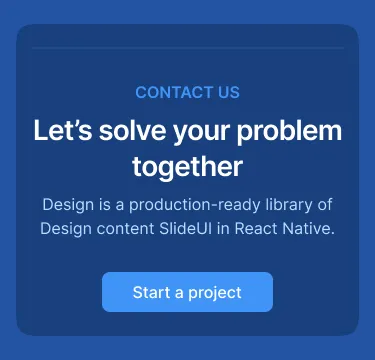 CONTACT US
Let’s solve your problem
together
Design is a production-ready library of
Design content SlideUI in React Native.
Start a project